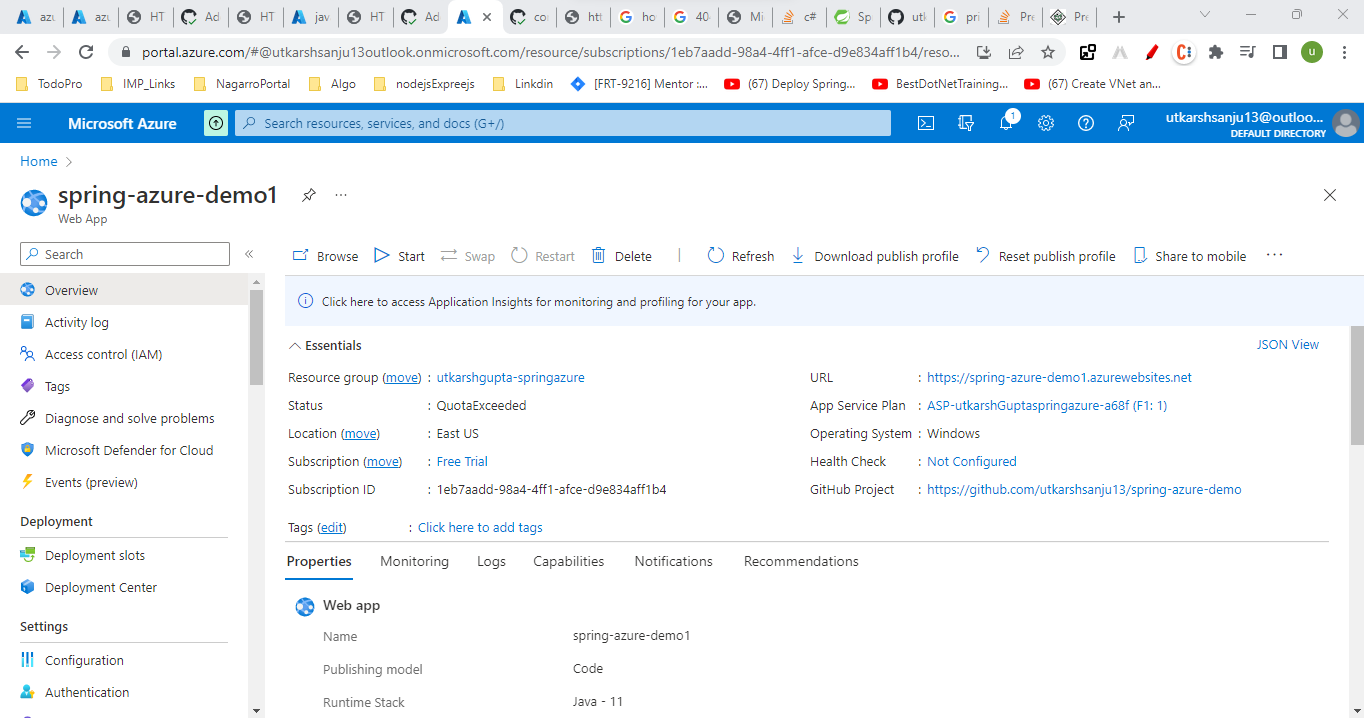 azu
azu
HT
Ad
HT
jav
HT
Ad
co
htt
ho
40
Mi
c#
Sp
utk
pri
Pre
Pre
portal.azure.com/#@utkarshsanju13outlook.onmicrosoft.com/resource/subscriptions/1eb7aadd-98a4-4ff1-afce-d9e834aff1b4/reso...
u
TodoPro
IMP_Links
NagarroPortal
Algo
nodejsExpreejs
Linkdin
[FRT-9216] Mentor :...
(67) Deploy Spring...
BestDotNetTraining...
(67) Create VNet an...
Microsoft Azure
Search resources, services, and docs (G+/)
1
utkarshsanju13@outloo...
DEFAULT DIRECTORY
Home
spring-azure-demo1
Web App
Search
Browse Start Swap Restart Delete Refresh Download publish profile Reset publish profile Share to mobile
Overview
Activity log
Access control (IAM)
Tags
Diagnose and solve problems
Microsoft Defender for Cloud
Events (preview)
Deployment
Deployment slots
Deployment Center
Settings
Configuration
Authentication
Click here to access Application Insights for monitoring and profiling for your app.
Essentials
JSON View
Resource group (move) : utkarshgupta-springazure
Status : QuotaExceeded
Location (move) : East US
Subscription (move) : Free Trial
Subscription ID : 1eb7aadd-98a4-4ff1-afce-d9e834aff1b4
URL : https://spring-azure-demo1.azurewebsites.net
App Service Plan : ASP-utkarshGuptaspringazure-a68f (F1: 1)
Operating System : Windows
Health Check : Not Configured
GitHub Project : https://github.com/utkarshsanju13/spring-azure-demo
Tags (edit) : Click here to add tags
Properties Monitoring Logs Capabilities Notifications Recommendations
Web app
Name spring-azure-demo1
Publishing model Code
Runtime Stack Java - 11